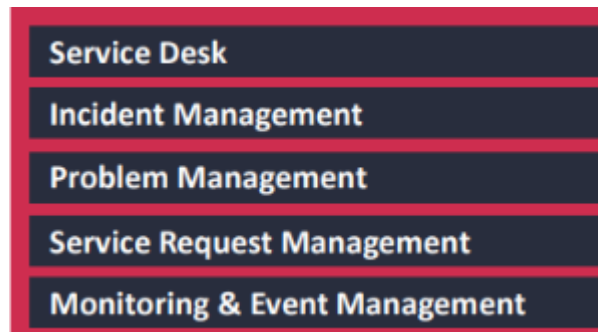 Service Desk
Incident Management
Problem Management
Service Request Management
Monitoring & Event Management